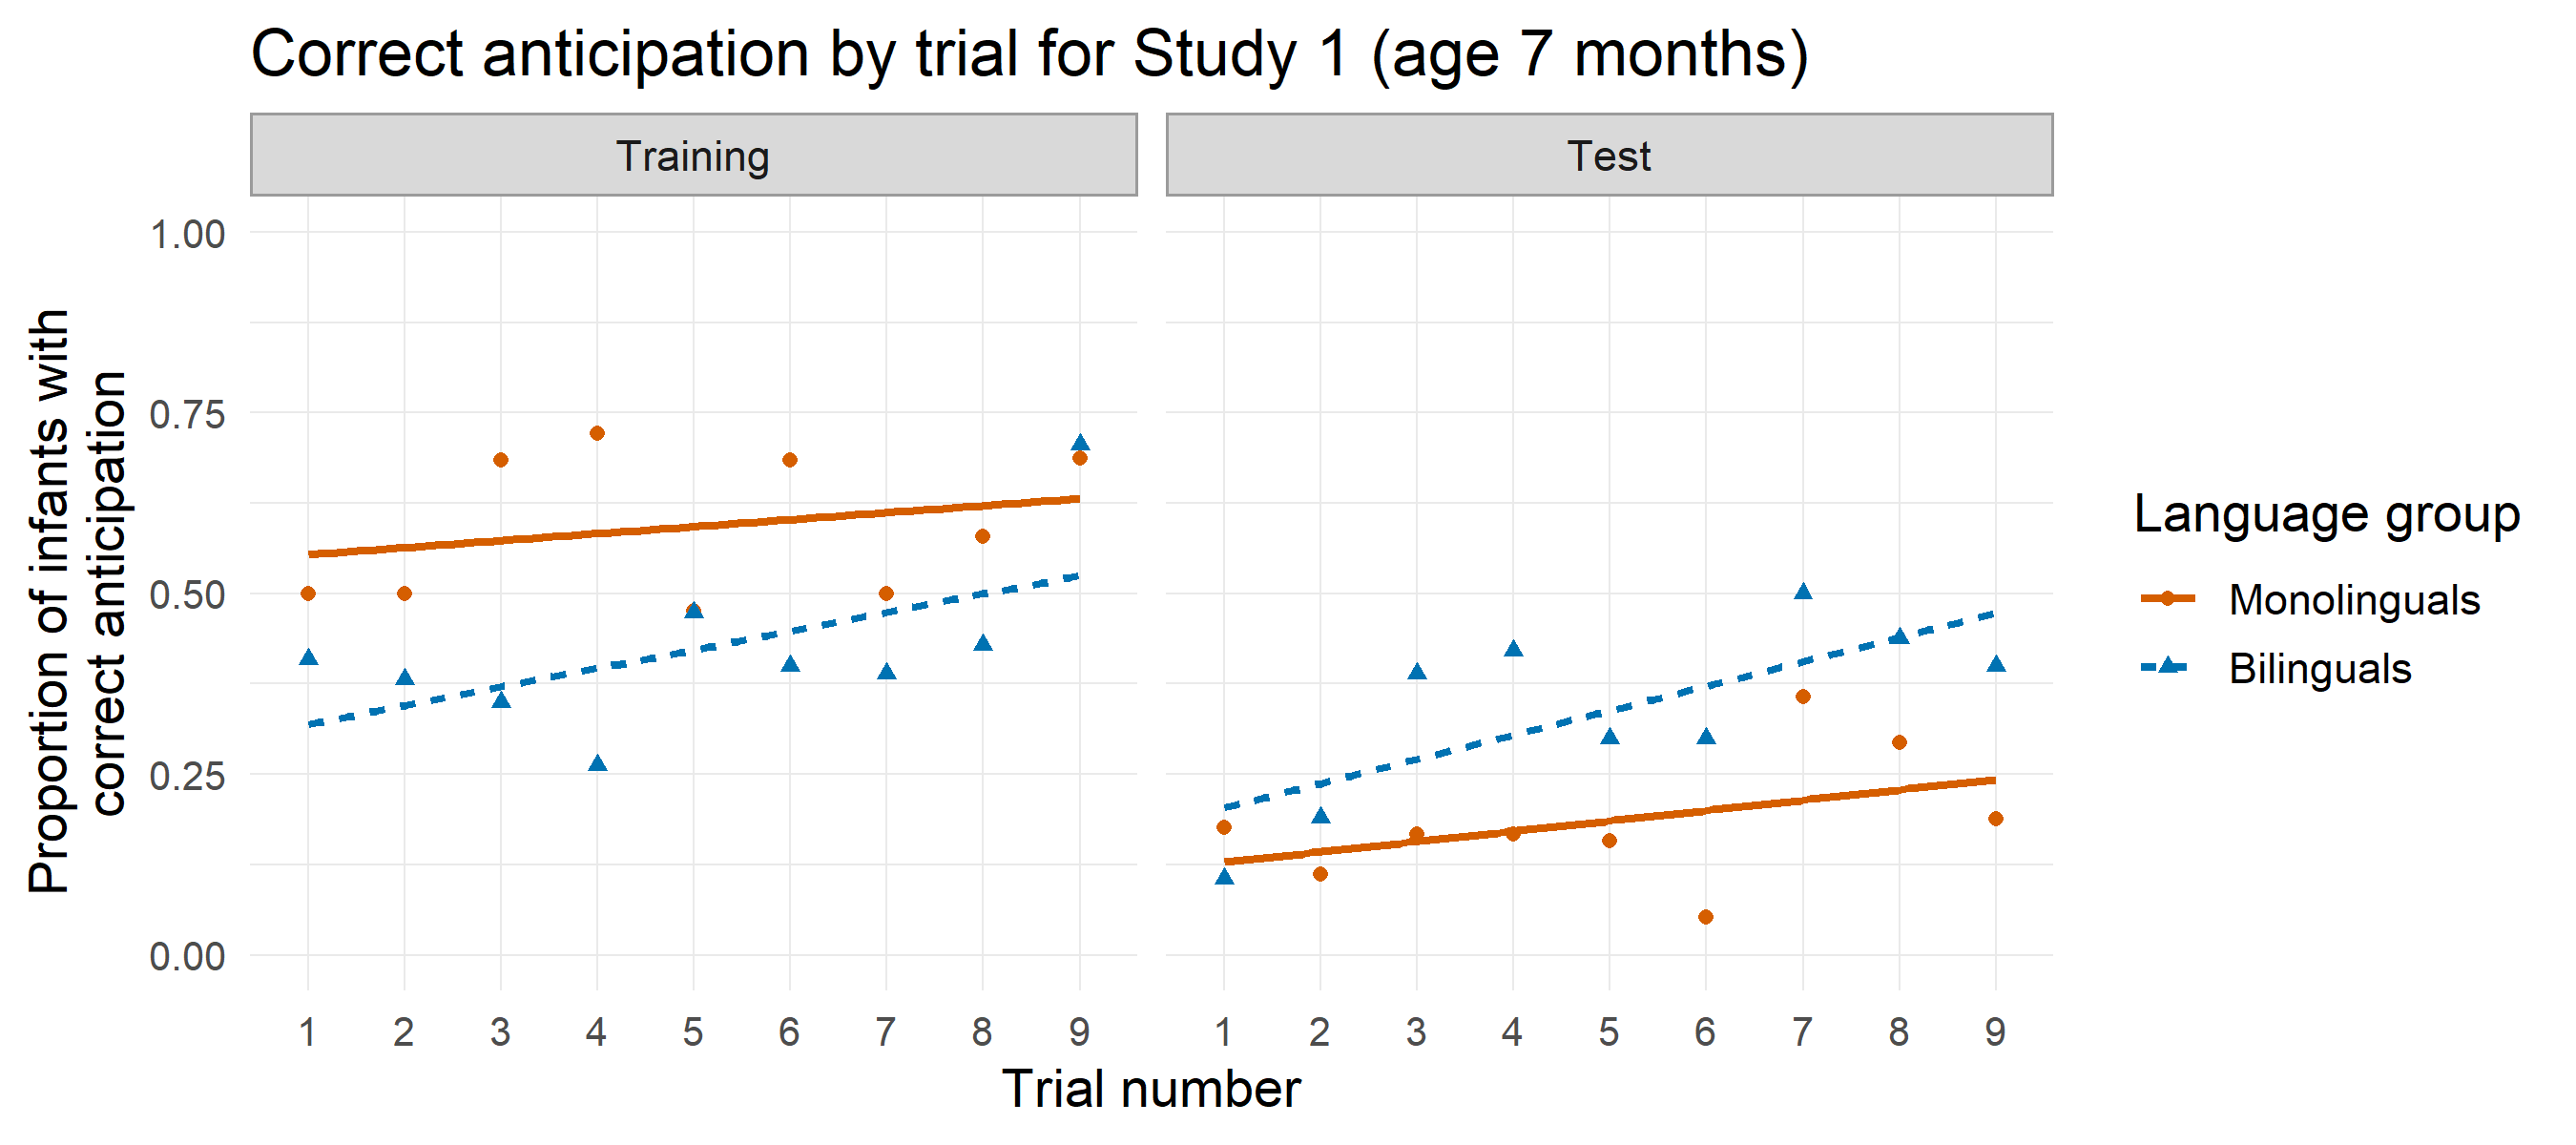 Correct anticipation by trial for Study 1 (age 7 months)
Training
Test
Proportion of infants with
correct anticipation
1.00
0.75
0.50
0.25
0.00
1 2 3 4 5 6 7 8 9
1 2 3 4 5 6 7 8 9
Trial number
Language group
Monolinguals
Bilinguals